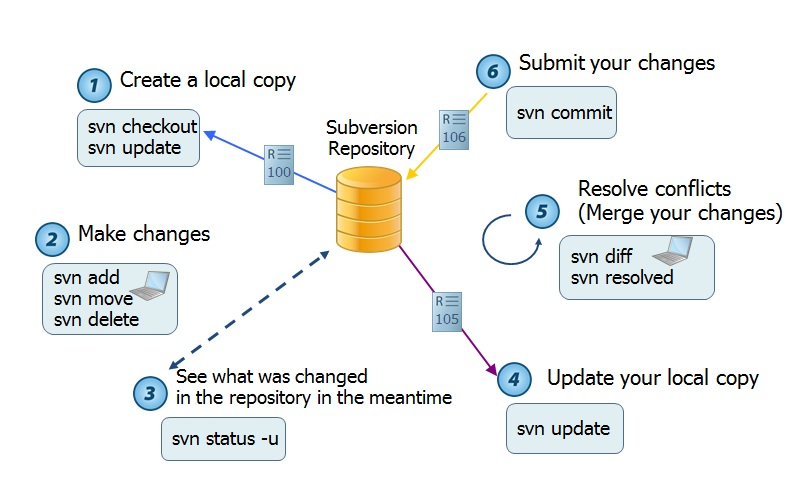 1
Create a local copy
svn checkout
svn update
R
100
Subversion
Repository
6
Submit your changes
svn commit
R
106
2
Make changes
svn add
svn move
svn delete
5
Resolve conflicts
(Merge your changes)
svn diff
svn resolved
R
105
3
See what was changed
in the repository in the meantime
svn status -u
4
Update your local copy
svn update